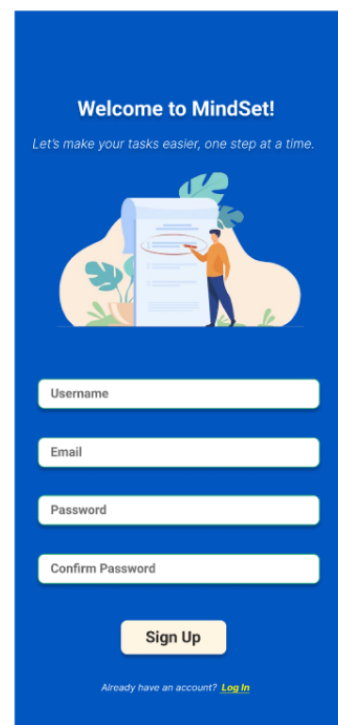 Welcome to MindSet!
Let's make your tasks easier, one step at a time.
Username
Email
Password
Confirm Password
Sign Up
Already have an account? Log In